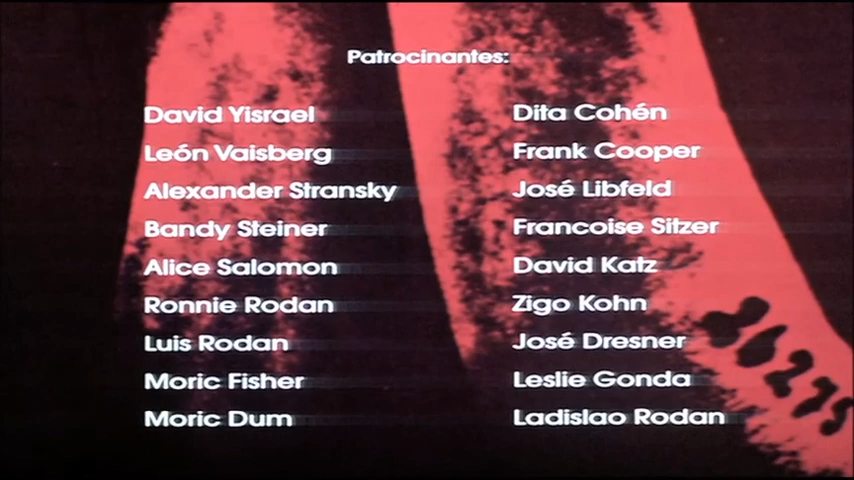 Patrocinantes:
David Yisrael
León Vaisberg
Alexander Stransky
Bandy Steiner
Alice Salomon
Ronnie Rodan
Luis Rodan
Moric Fisher
Moric Dum
Dita Cohén
Frank Cooper
José Libfeld
Francoise Sitzer
David Katz
Zigo Kohn
José Dresner
Leslie Gonda
Ladislao Rodan